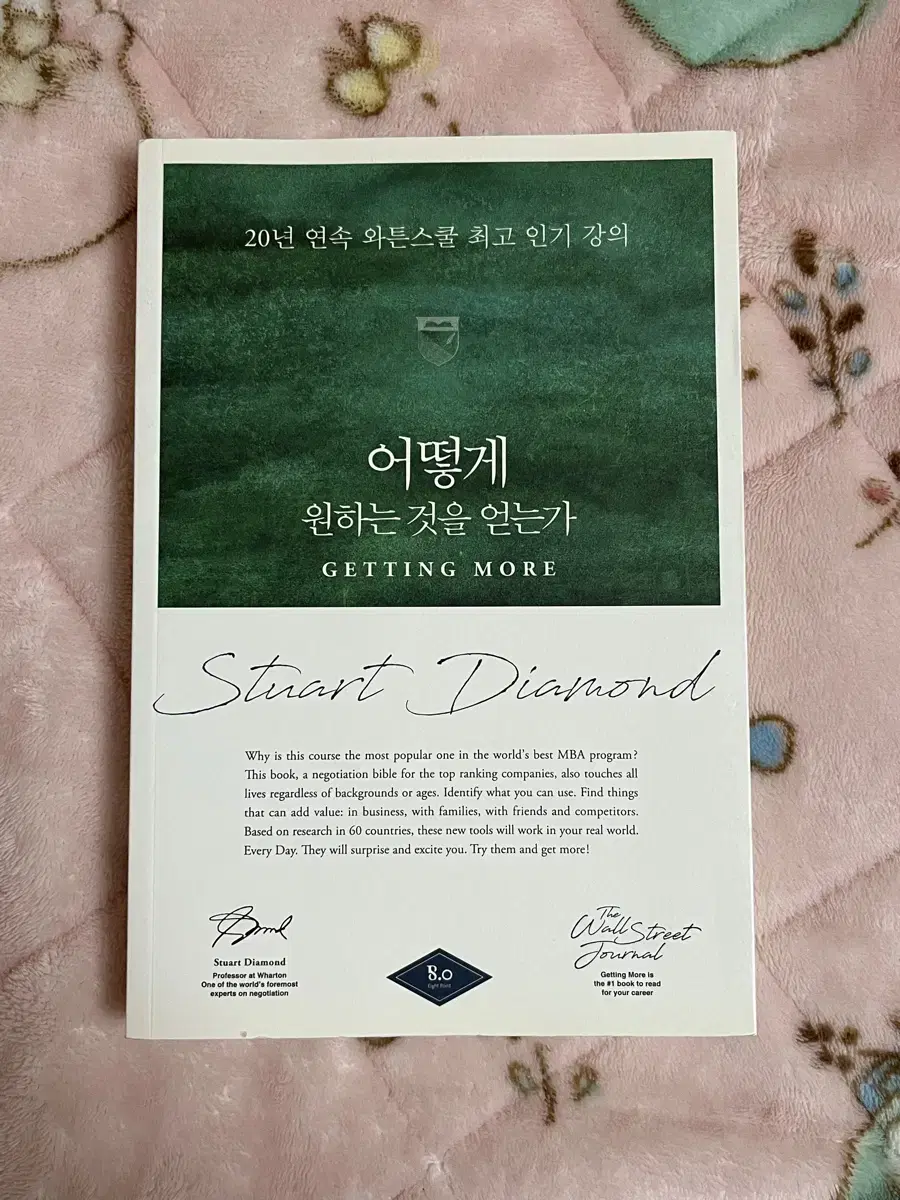 20년 연속 와튼스쿨 최고 인기 강의
어떻게
원하는 것을 얻는가
GETTING MORE
Stuart Diamond
Why is this course the most popular one in the world's best MBA program?
This book, a negotiation bible for the top ranking companies, also touches all
lives regardless of backgrounds or ages. Identify what you can use. Find things
that can add value: in business, with families, with friends and competitors.
Based on research in 60 countries, these new tools will work in your real world.
Every Day. They will surprise and excite you. Try them and get more!
Stuart Diamond
Professor at Wharton
One of the world's foremost
experts on negotiation
8.0
Eight Point
The
Wall Street
Journal
Getting More is
the #1 book to read
for your career